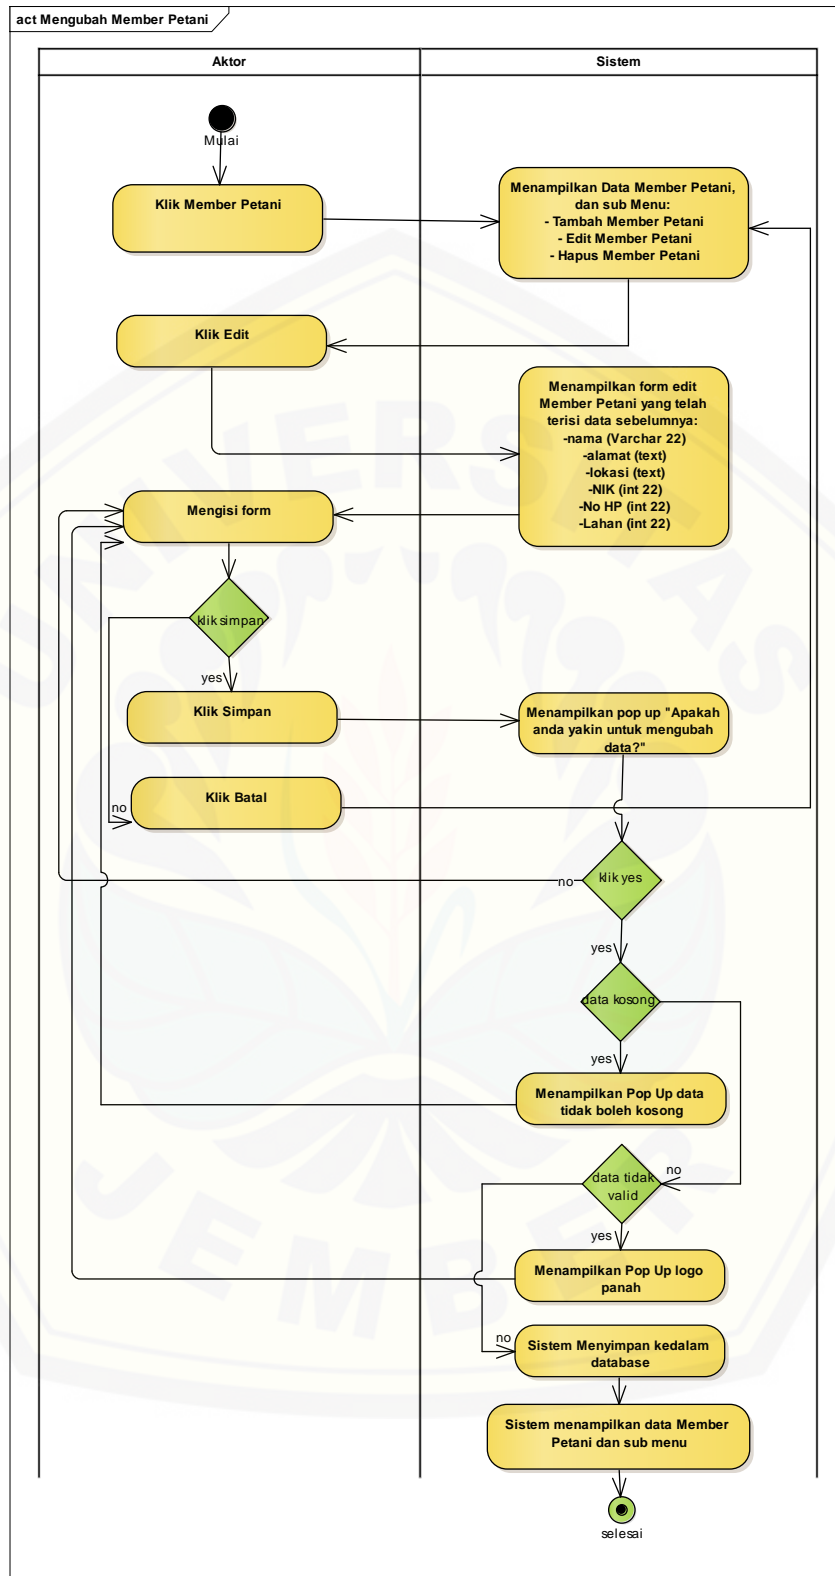 act Mengubah Member Petani
Aktor
Sistem
Mulai
Klik Member Petani
Menampilkan Data Member Petani,
dan sub Menu:
- Tambah Member Petani
- Edit Member Petani
- Hapus Member Petani
Klik Edit
Menampilkan form edit
Member Petani yang telah
terisi data sebelumnya:
-nama (Varchar 22)
-alamat (text)
-lokasi (text)
-NIK (int 22)
-No HP (int 22)
-Lahan (int 22)
Mengisi form
klik simpan
yes
Klik Simpan
Menampilkan pop up "Apakah
anda yakin untuk mengubah
data?"
no
Klik Batal
klik yes
no
yes
data kosong
yes
Menampilkan Pop Up data
tidak boleh kosong
no
data tidak
valid
yes
Menampilkan Pop Up logo
panah
no
Sistem Menyimpan kedalam
database
Sistem menampilkan data Member
Petani dan sub menu
selesai
UNIVERSITAS
JEMBER